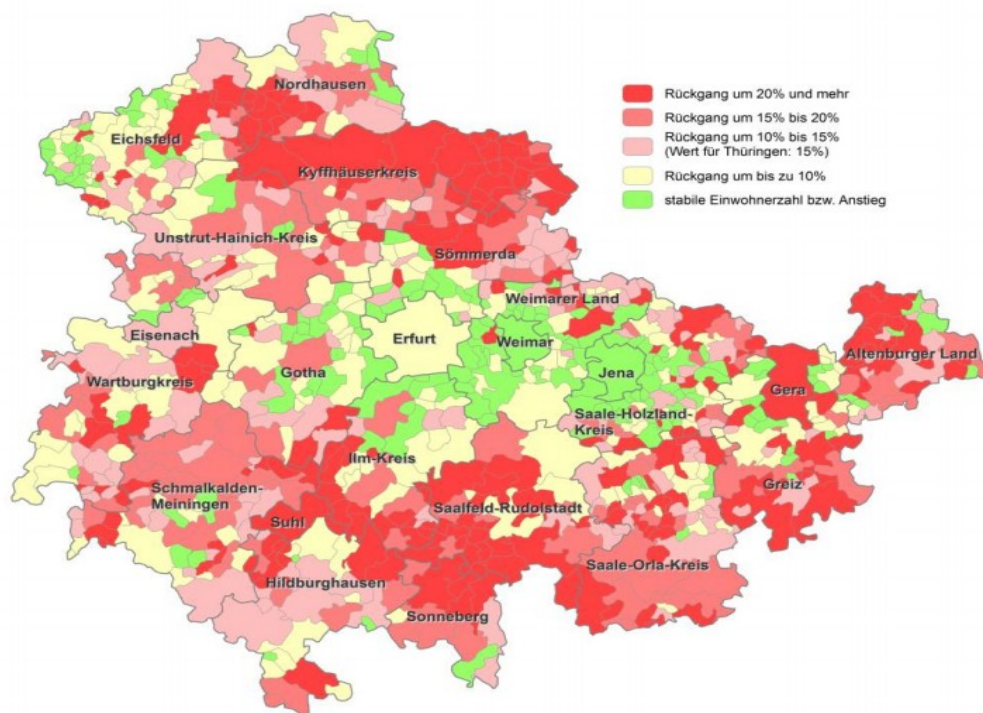 Nordhausen
Rückgang um 20% und mehr
Rückgang um 15% bis 20%
Rückgang um 10% bis 15%
(Wert für Thüringen: 15%)
Rückgang um bis zu 10%
stabile Einwohnerzahl bzw. Anstieg
Eichsfeld
Kyffhäuserkreis
Unstrut-Hainich-Kreis
Sömmerda
Weimarer Land
Eisenach
Erfurt
Weimar
Altenburger Land
Wartburgkreis
Gotha
Jena
Gera
Saale-Holzland-
Kreis
Ilm-Kreis
Schmalkalden-
Meiningen
Greiz
Suhl
Saalfeld-Rudolstadt
Saale-Orla-Kreis
Hildburghausen
Sonneberg